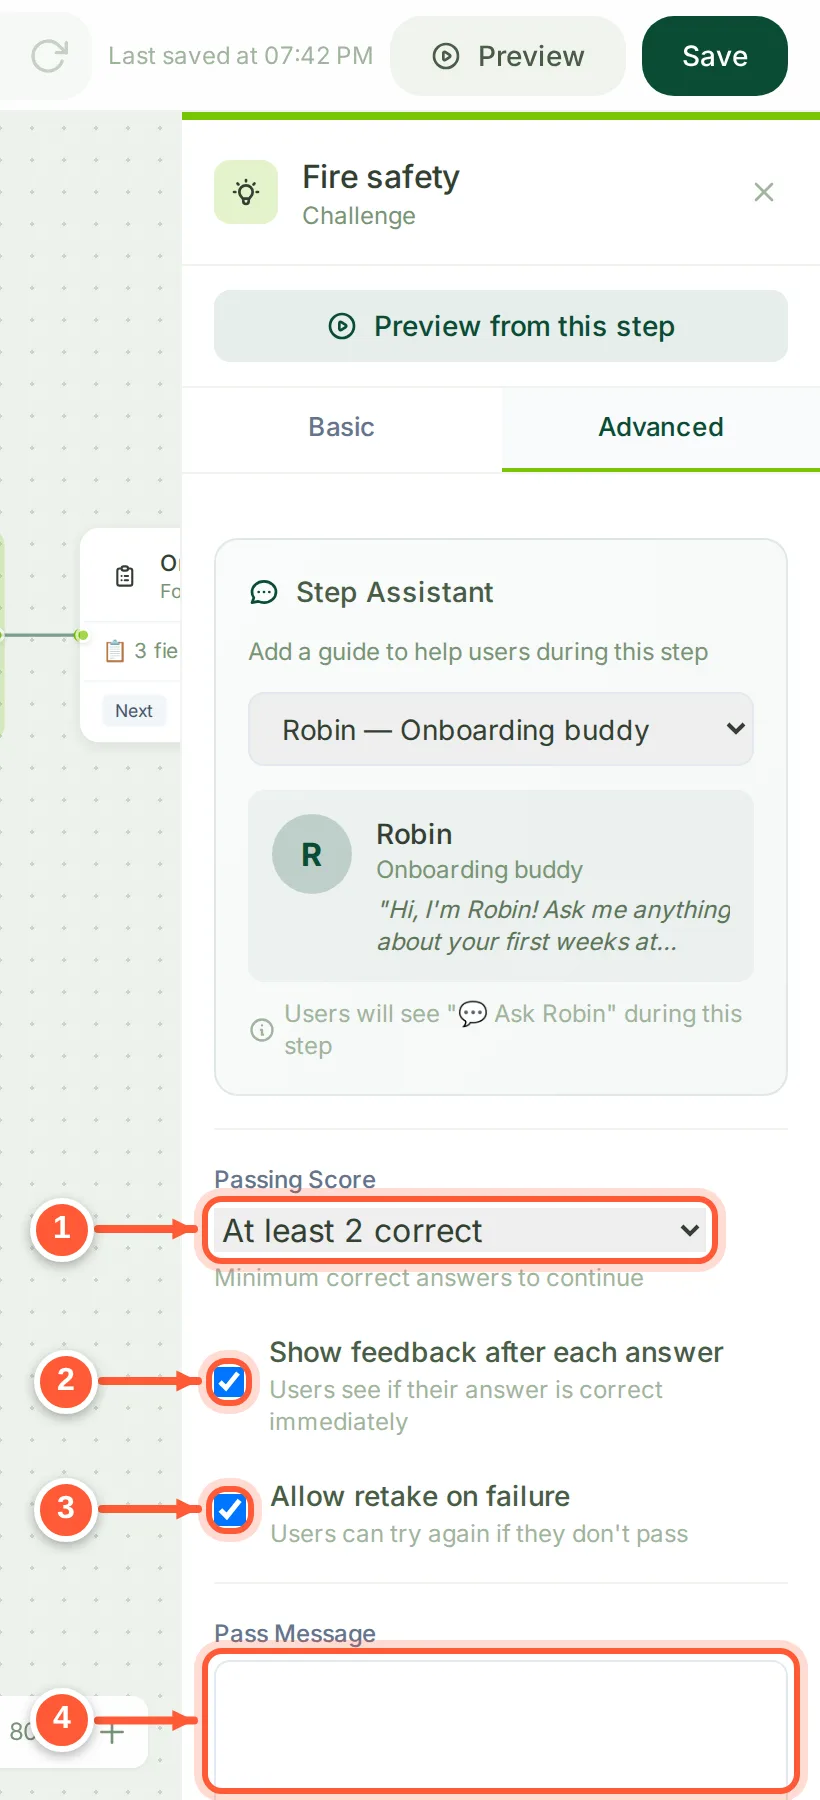 Last saved at 07:42 PM
Preview
Save
Fire safety
Challenge
Preview from this step
Basic
Advanced
3 fie
Next
Step Assistant
Add a guide to help users during this step
Robin — Onboarding buddy
R
Robin
Onboarding buddy
"Hi, I'm Robin! Ask me anything
about your first weeks at...
Users will see "💬 Ask Robin" during this
step
Passing Score
1
At least 2 correct
Minimum correct answers to continue
2
Show feedback after each answer
Users see if their answer is correct
immediately
3
Allow retake on failure
Users can try again if they don't pass
Pass Message
4